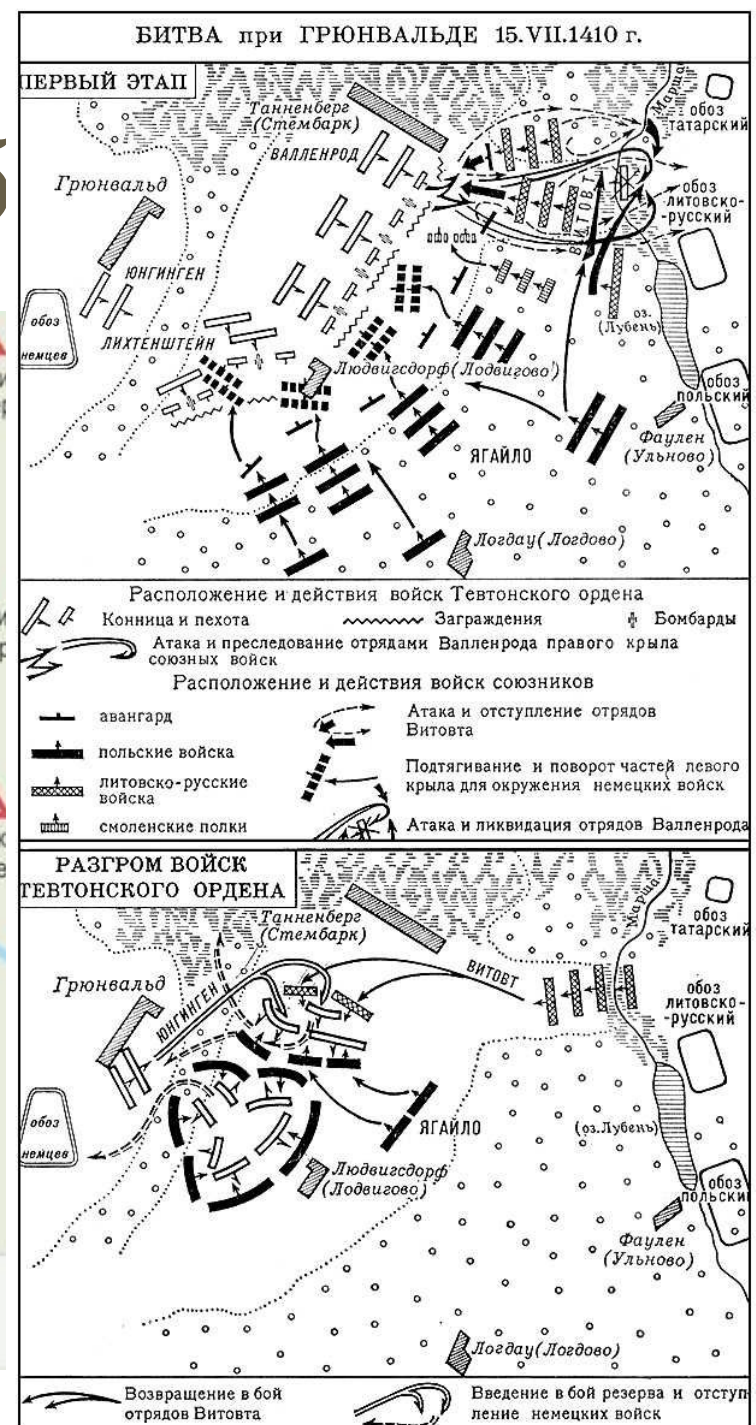 БИТВА при ГРЮНВАЛЬДЕ 15.VII.1410 г.
ПЕРВЫЙ ЭТАП
Танненберг
(Стембарк)
Марша
обоз
татарский
ВАЛЛЕНРОД
Грюнвальд
ВИТОВТ
обоз
литовско-
-русский
ЮНГИНГЕН
обоз
немцев
ЛИХТЕНШТЕЙН
оз.
(Лубень)
Людвигсдорф (Лодвигово)
обоз
польский
ЯГАЙЛО
Фаулен
(Ульново)
Логдау (Логдово)
Расположение и действия войск Тевтонского ордена
Конница и пехота
Заграждения
Бомбарды
Атака и преследование отрядами Валленрода правого крыла
союзных войск
Расположение и действия войск союзников
авангард
польские войска
литовско-русские
войска
смоленские полки
Атака и отступление отрядов
Витовта
Подтягивание и поворот частей левого
крыла для окружения немецких войск
Атака и ликвидация отрядов Валленрода
РАЗГРОМ ВОЙСК
ТЕВТОНСКОГО ОРДЕНА
Танненберг
(Стембарк)
Марша
обоз
татарский
Грюнвальд
ЮНГИНГЕН
ВИТОВТ
обоз
литовско-
-русский
обоз
немцев
ЯГАЙЛО
(оз. Лубень)
Людвигсдорф
(Лодвигово)
обоз
польский
Фаулен
(Ульново)
Логдау (Логдово)
Возвращение в бой
отрядов Витовта
Введение в бой резерва и отступ-
ление немецких войск